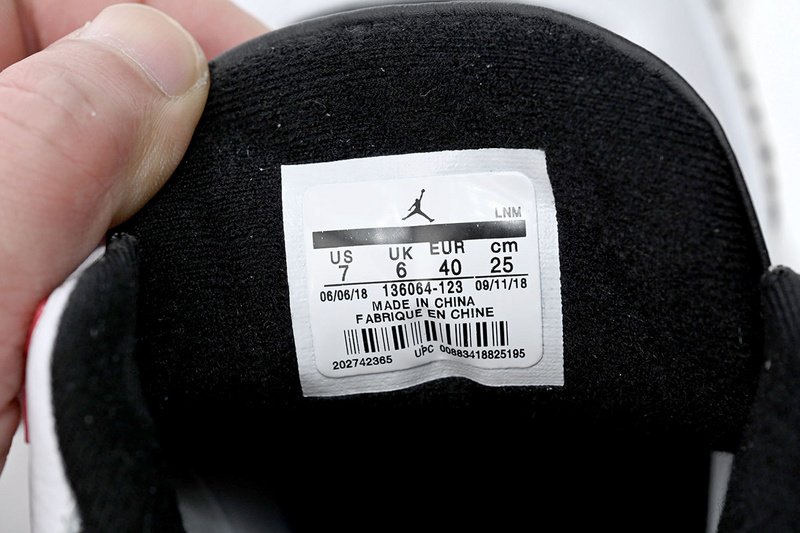 LNM
US UK EUR cm
7 6 40 25
06/06/18 136064-123 09/11/18
MADE IN CHINA
FABRIQUE EN CHINE
202742365 UPC 00883418825195